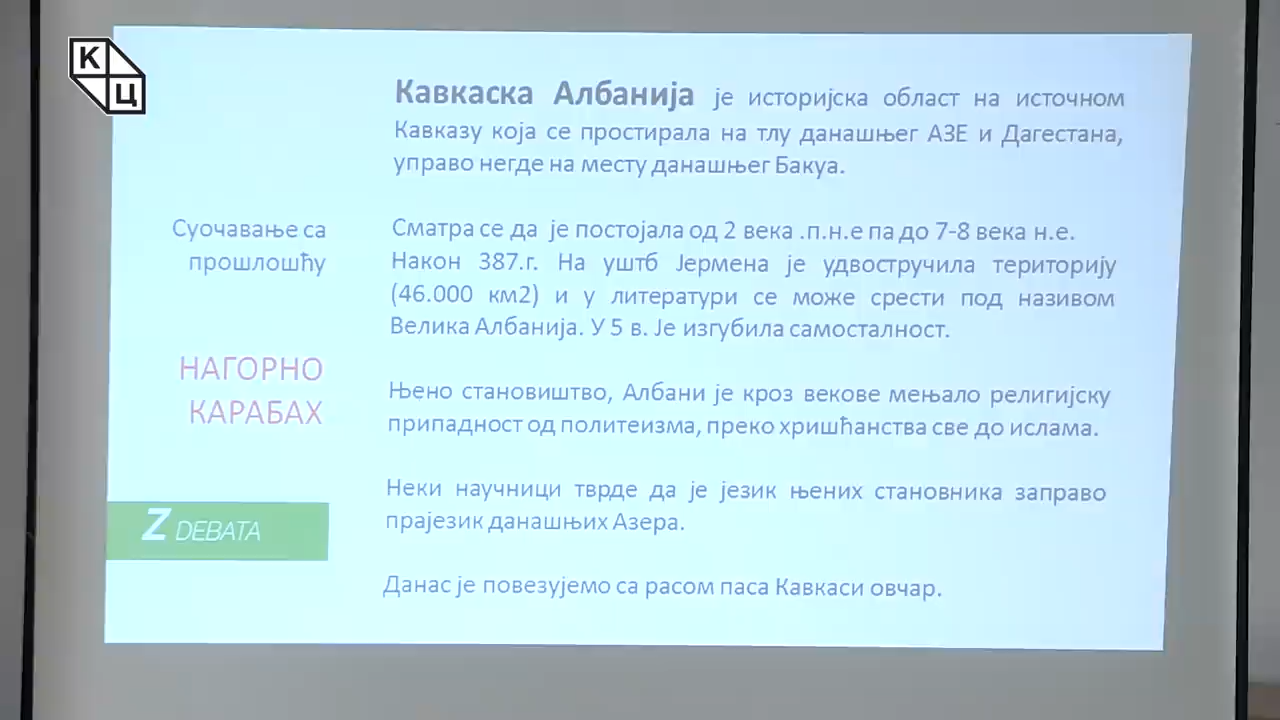 К
Ц
Кавкаска Албанија је историјска област на источном
Кавказу која се простирала на тлу данашњег АЗЕ и Дагестана,
управо негде на месту данашњег Бакуа.
Суочавање са
прошлошћу
Сматра се да је постојала од 2 века .п.н.е па до 7-8 века н.е.
Након 387.г. На уштб Јермена је удвостручила територију
(46.000 км2) и у литератури се може срести под називом
Велика Албанија. У 5 в. Је изгубила самосталност.
НАГОРНО
КАРАБАХ
Њено становиштво, Албани је кроз векове мењало религијску
припадност од политеизма, преко хришћанства све до ислама.
Неки научници тврде да је језик њених становника заправо
прајезик данашњих Азера.
Z DEBATA
Данас је повезујемо са расом паса Кавкаси овчар.